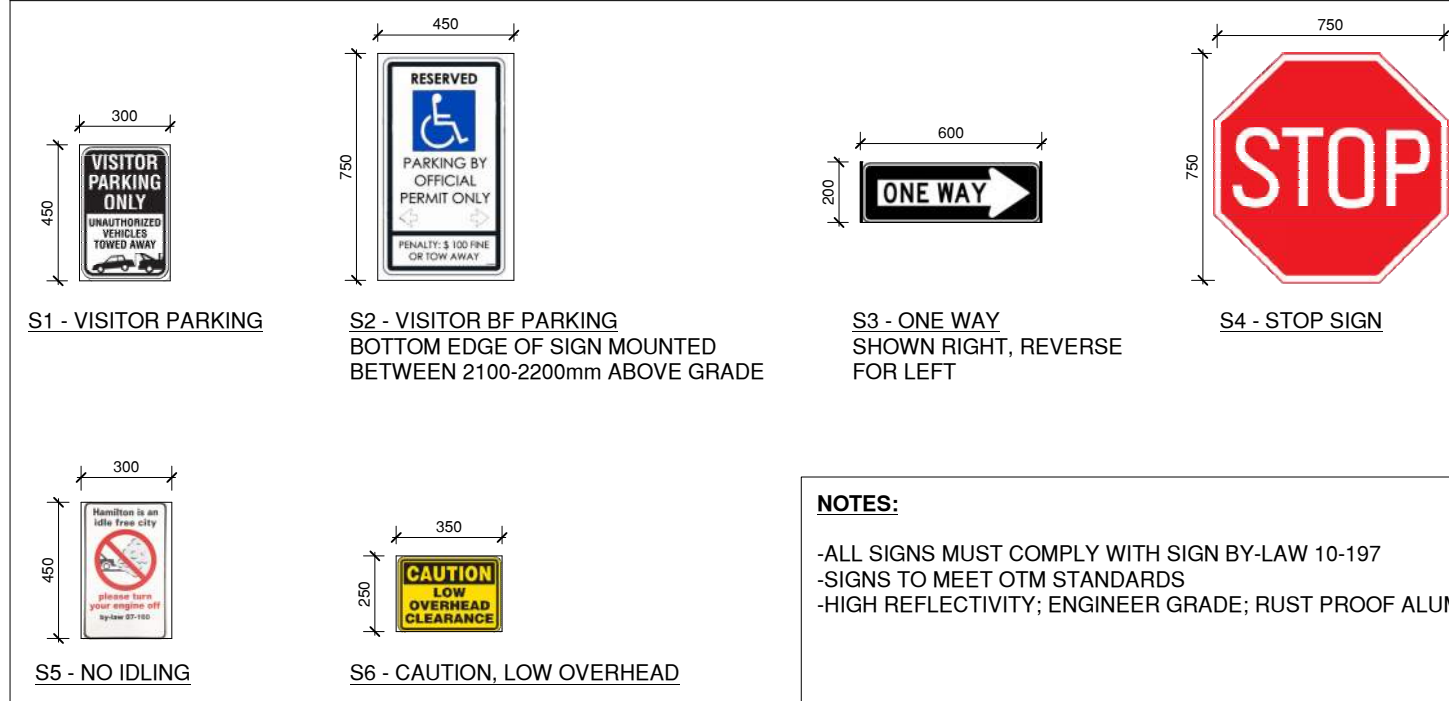 300
450
VISITOR
PARKING
ONLY
UNAUTHORIZED
VEHICLES
TOWED AWAY
S1 - VISITOR PARKING
450
750
RESERVED
PARKING BY
OFFICIAL
PERMIT ONLY
PENALTY: $ 100 FINE
OR TOW AWAY
S2 - VISITOR BF PARKING
BOTTOM EDGE OF SIGN MOUNTED
BETWEEN 2100-2200mm ABOVE GRADE
600
200
ONE WAY
S3 - ONE WAY
SHOWN RIGHT, REVERSE
FOR LEFT
750
750
STOP
S4 - STOP SIGN
300
450
Hamilton is an
idle free city
please turn
your engine off
by-law 07-160
S5 - NO IDLING
350
250
CAUTION
LOW
OVERHEAD
CLEARANCE
S6 - CAUTION, LOW OVERHEAD
NOTES:
-ALL SIGNS MUST COMPLY WITH SIGN BY-LAW 10-197
-SIGNS TO MEET OTM STANDARDS
-HIGH REFLECTIVITY; ENGINEER GRADE; RUST PROOF